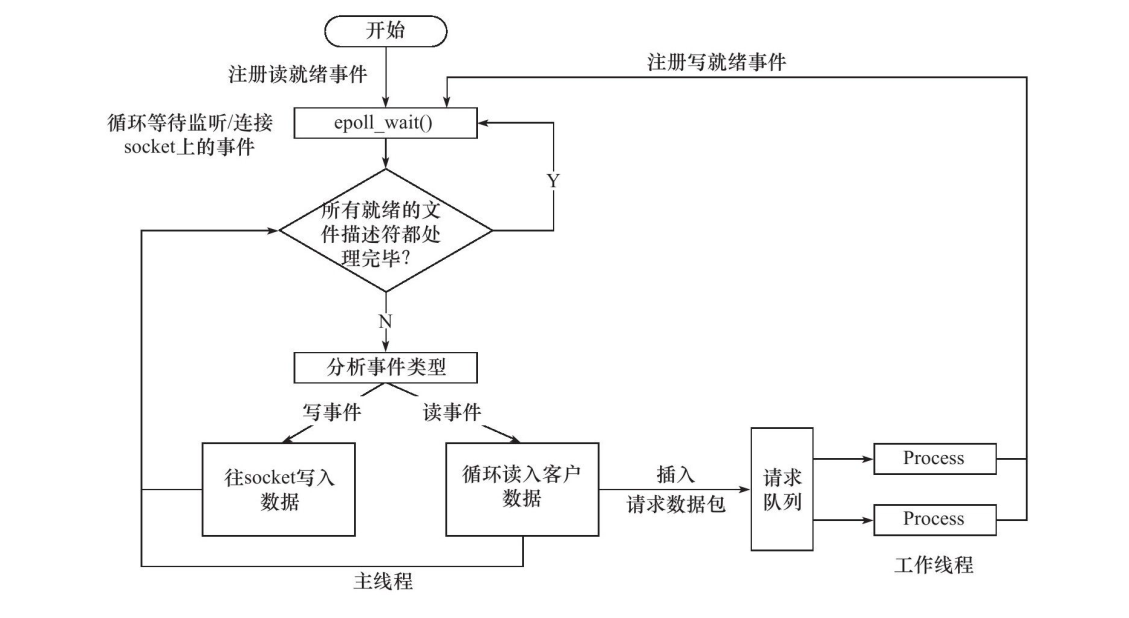 开始
注册读就绪事件
注册写就绪事件
循环等待监听/连接
socket上的事件
epoll_wait()
Y
所有就绪的文
件描述符都处
理完毕？
N
分析事件类型
写事件
读事件
往socket写入
数据
循环读入客户
数据
插入
请求数据包
请求
队列
Process
Process
工作线程
主线程